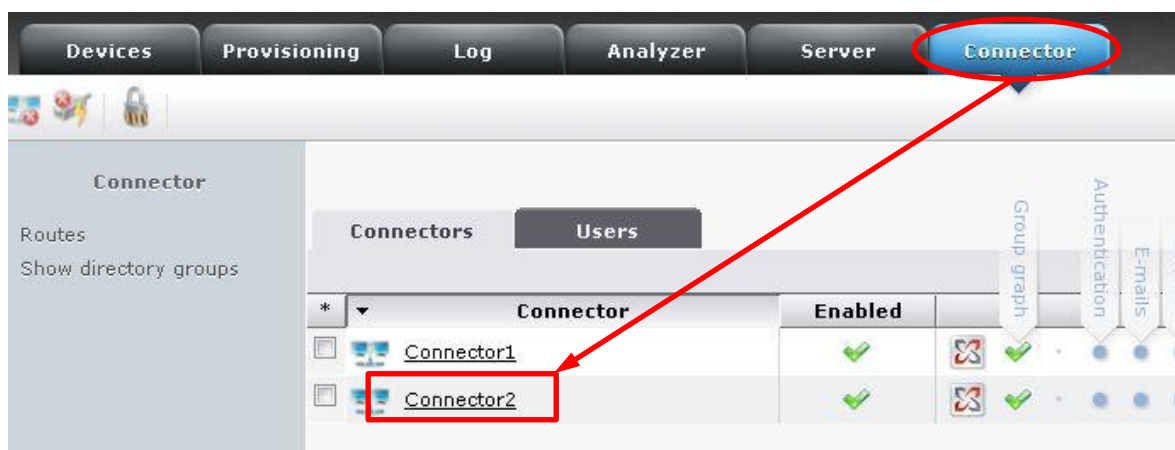 Devices Provisioning Log Analyzer Server Connector
Connector
Routes
Show directory groups
Connectors Users
Group graph
Authentication
E-mails
* Connector Enabled
Connector1
Connector2